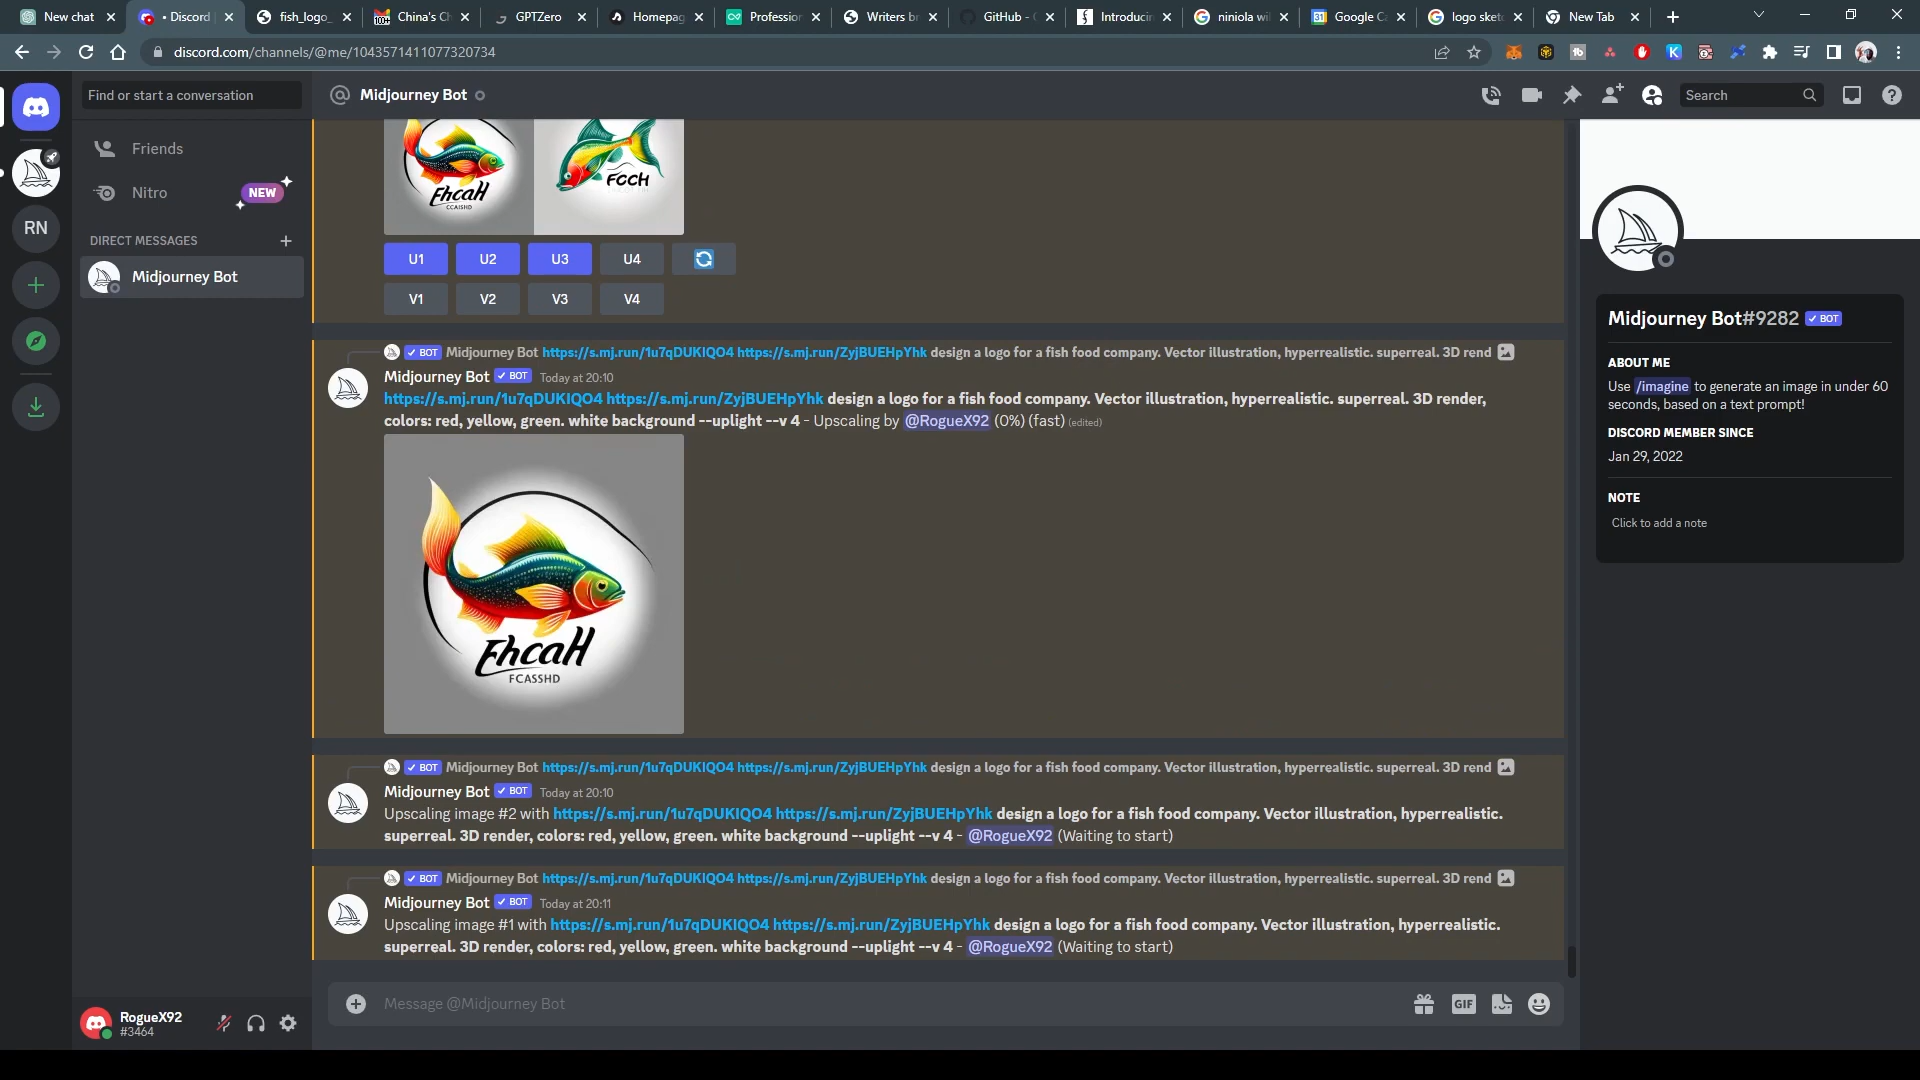 New chat
Discord
fish_logo_
China's Ch
GPTZero
Homepag
Profession
Writers br
GitHub -
Introducin
niniola wi
Google Ca
logo sket
New Tab
discord.com/channels/@me/1043571411077320734
Find or start a conversation
Midjourney Bot
Search
Friends
Nitro
NEW
RN
DIRECT MESSAGES
Midjourney Bot
EhcaH
CCAISHD
FCCH
U1 U2 U3 U4
V1 V2 V3 V4
BOT Midjourney Bot https://s.mj.run/1u7qDUKIQO4 https://s.mj.run/ZyjBUEHpYhk design a logo for a fish food company. Vector illustration, hyperrealistic. superreal. 3D rend
Midjourney Bot BOT Today at 20:10
https://s.mj.run/1u7qDUKIQO4 https://s.mj.run/ZyjBUEHpYhk design a logo for a fish food company. Vector illustration, hyperrealistic. superreal. 3D render,
colors: red, yellow, green. white background --uplight --v 4 - Upscaling by @RogueX92 (0%) (fast) (edited)
EhcaH
FCASSHD
BOT Midjourney Bot https://s.mj.run/1u7qDUKIQO4 https://s.mj.run/ZyjBUEHpYhk design a logo for a fish food company. Vector illustration, hyperrealistic. superreal. 3D rend
Midjourney Bot BOT Today at 20:10
Upscaling image #2 with https://s.mj.run/1u7qDUKIQO4 https://s.mj.run/ZyjBUEHpYhk design a logo for a fish food company. Vector illustration, hyperrealistic.
superreal. 3D render, colors: red, yellow, green. white background --uplight --v 4 - @RogueX92 (Waiting to start)
BOT Midjourney Bot https://s.mj.run/1u7qDUKIQO4 https://s.mj.run/ZyjBUEHpYhk design a logo for a fish food company. Vector illustration, hyperrealistic. superreal. 3D rend
Midjourney Bot BOT Today at 20:11
Upscaling image #1 with https://s.mj.run/1u7qDUKIQO4 https://s.mj.run/ZyjBUEHpYhk design a logo for a fish food company. Vector illustration, hyperrealistic.
superreal. 3D render, colors: red, yellow, green. white background --uplight --v 4 - @RogueX92 (Waiting to start)
Message @Midjourney Bot
GIF
RogueX92
#3464
Midjourney Bot#9282 BOT
ABOUT ME
Use /imagine to generate an image in under 60
seconds, based on a text prompt!
DISCORD MEMBER SINCE
Jan 29, 2022
NOTE
Click to add a note